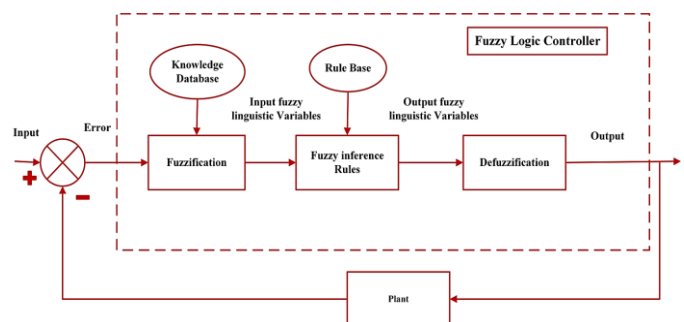 Fuzzy Logic Controller
Knowledge
Database
Rule Base
Input fuzzy
linguistic Variables
Output fuzzy
linguistic Variables
Input
Error
Output
Fuzzification
Fuzzy inference
Rules
Defuzzification
+
−
Plant